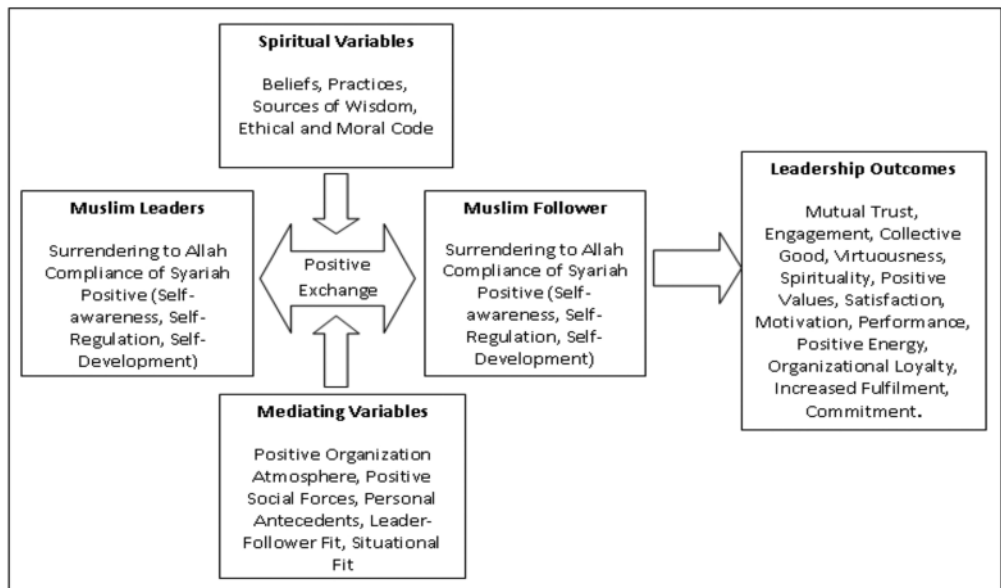 Spiritual Variables
Beliefs, Practices,
Sources of Wisdom,
Ethical and Moral Code
Muslim Leaders
Surrendering to Allah
Compliance of Syariah
Positive (Self-
awareness, Self-
Regulation, Self-
Development)
Positive
Exchange
Muslim Follower
Surrendering to Allah
Compliance of Syariah
Positive (Self-
awareness, Self-
Regulation, Self-
Development)
Leadership Outcomes
Mutual Trust,
Engagement, Collective
Good, Virtuousness,
Spirituality, Positive
Values, Satisfaction,
Motivation, Performance,
Positive Energy,
Organizational Loyalty,
Increased Fulfilment,
Commitment.
Mediating Variables
Positive Organization
Atmosphere, Positive
Social Forces, Personal
Antecedents, Leader-
Follower Fit, Situational
Fit